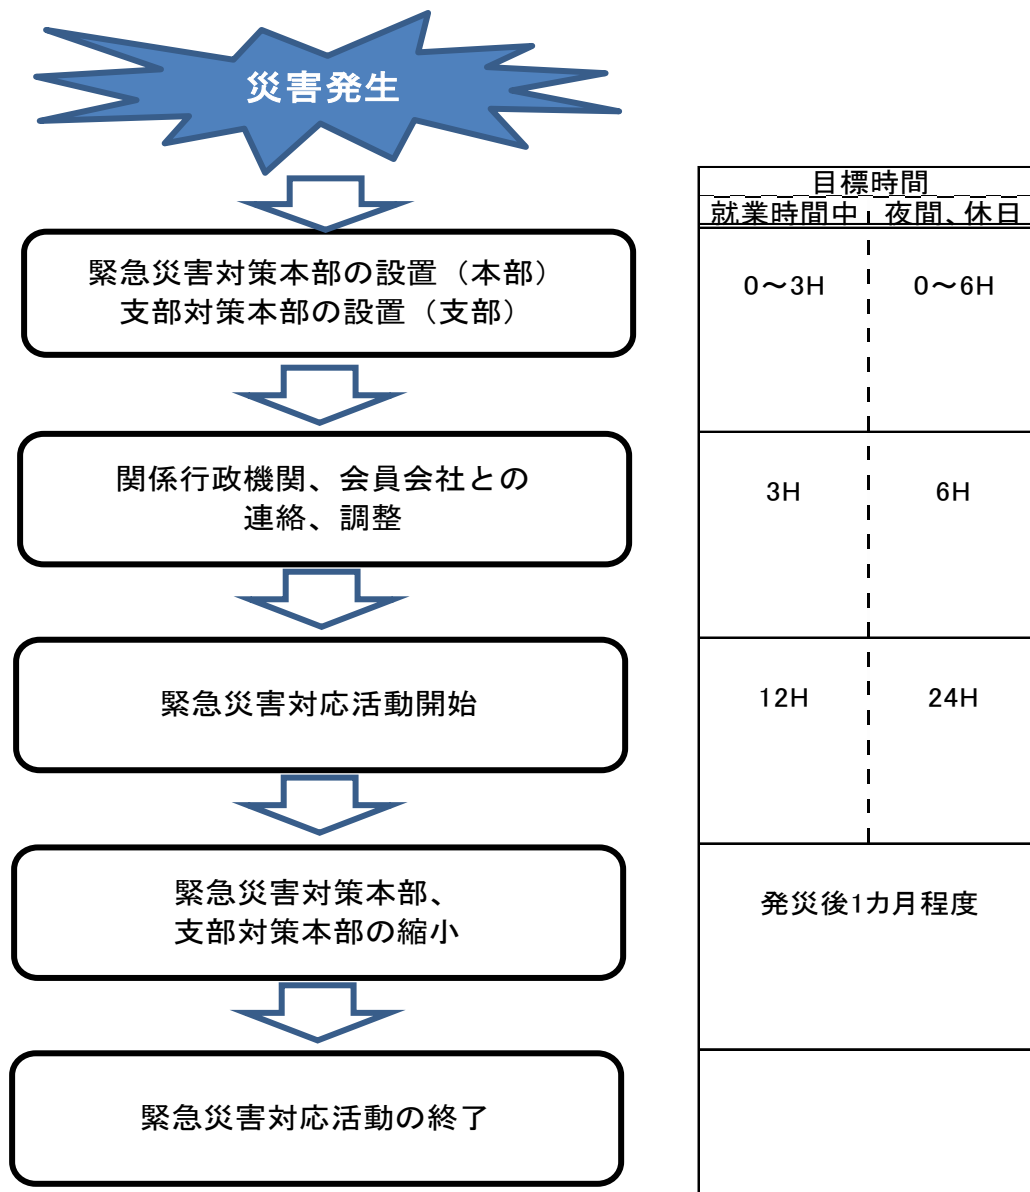 災害発生
目標時間
就業時間中 夜間、休日
緊急災害対策本部の設置（本部）
支部対策本部の設置（支部）
0～3H 0～6H
関係行政機関、会員会社との
連絡、調整
3H 6H
緊急災害対応活動開始
12H 24H
緊急災害対策本部、
支部対策本部の縮小
発災後1カ月程度
緊急災害対応活動の終了